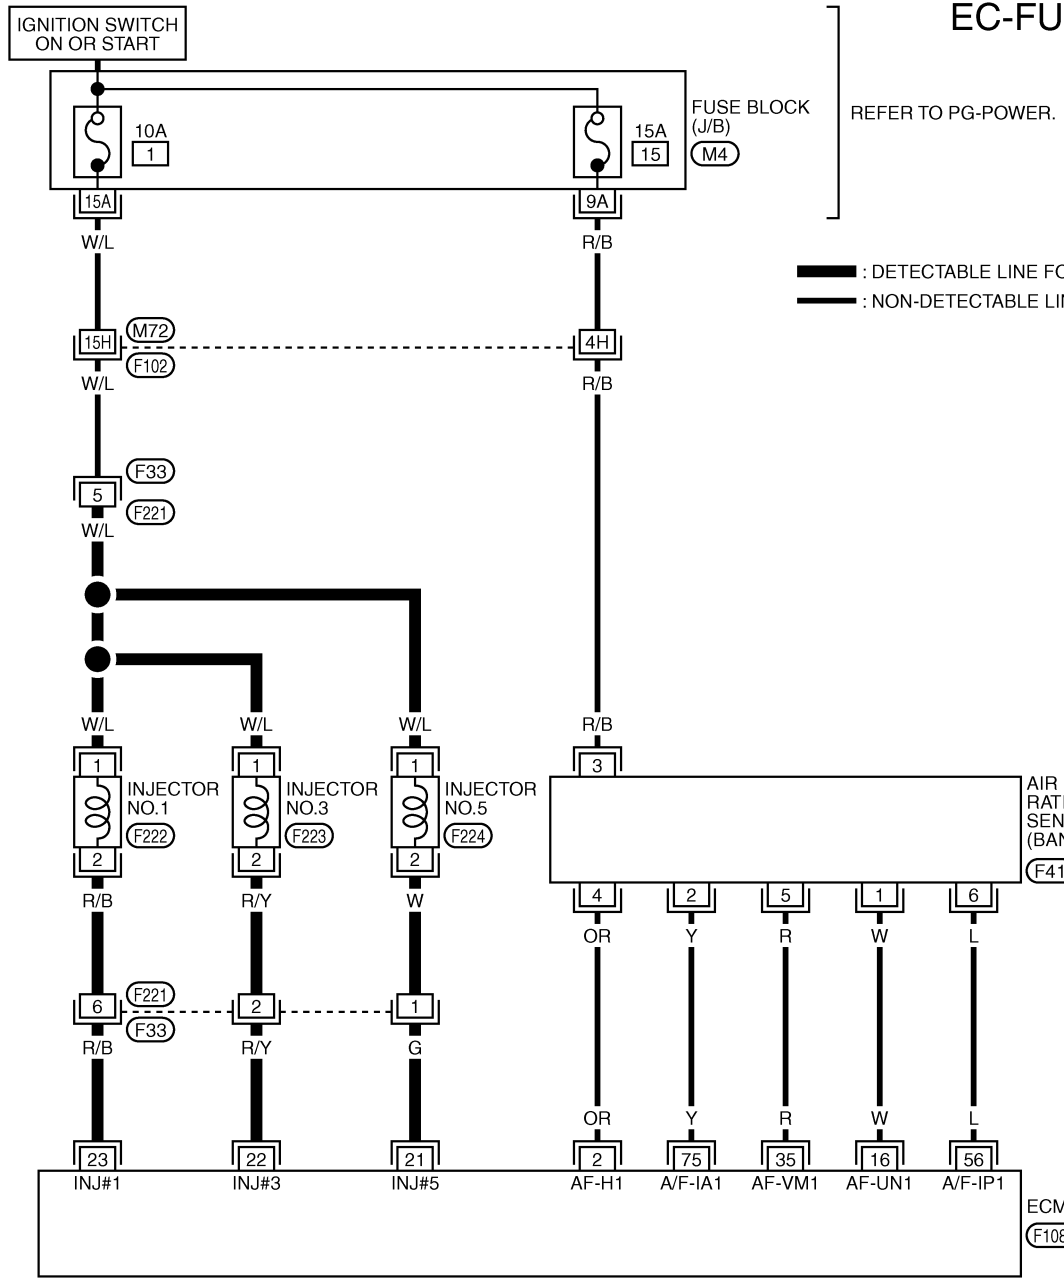 EC-FU
IGNITION SWITCH
ON OR START
10A
1
15A
15
FUSE BLOCK
(J/B)
M4
REFER TO PG-POWER.
15A
9A
W/L
R/B
: DETECTABLE LINE FO
: NON-DETECTABLE LI
M72
15H
4H
F102
W/L
R/B
F33
5
F221
W/L
W/L
W/L
W/L
R/B
1
1
1
3
INJECTOR
NO.1
F222
INJECTOR
NO.3
F223
INJECTOR
NO.5
F224
AIR
RAT
SEN
(BAN
F41
2
2
2
4
2
5
1
6
R/B
R/Y
W
OR
Y
R
W
L
F221
6
2
1
F33
R/B
R/Y
G
OR
Y
R
W
L
23
22
21
2
75
35
16
56
INJ#1
INJ#3
INJ#5
AF-H1
A/F-IA1
AF-VM1
AF-UN1
A/F-IP1
ECM
F108